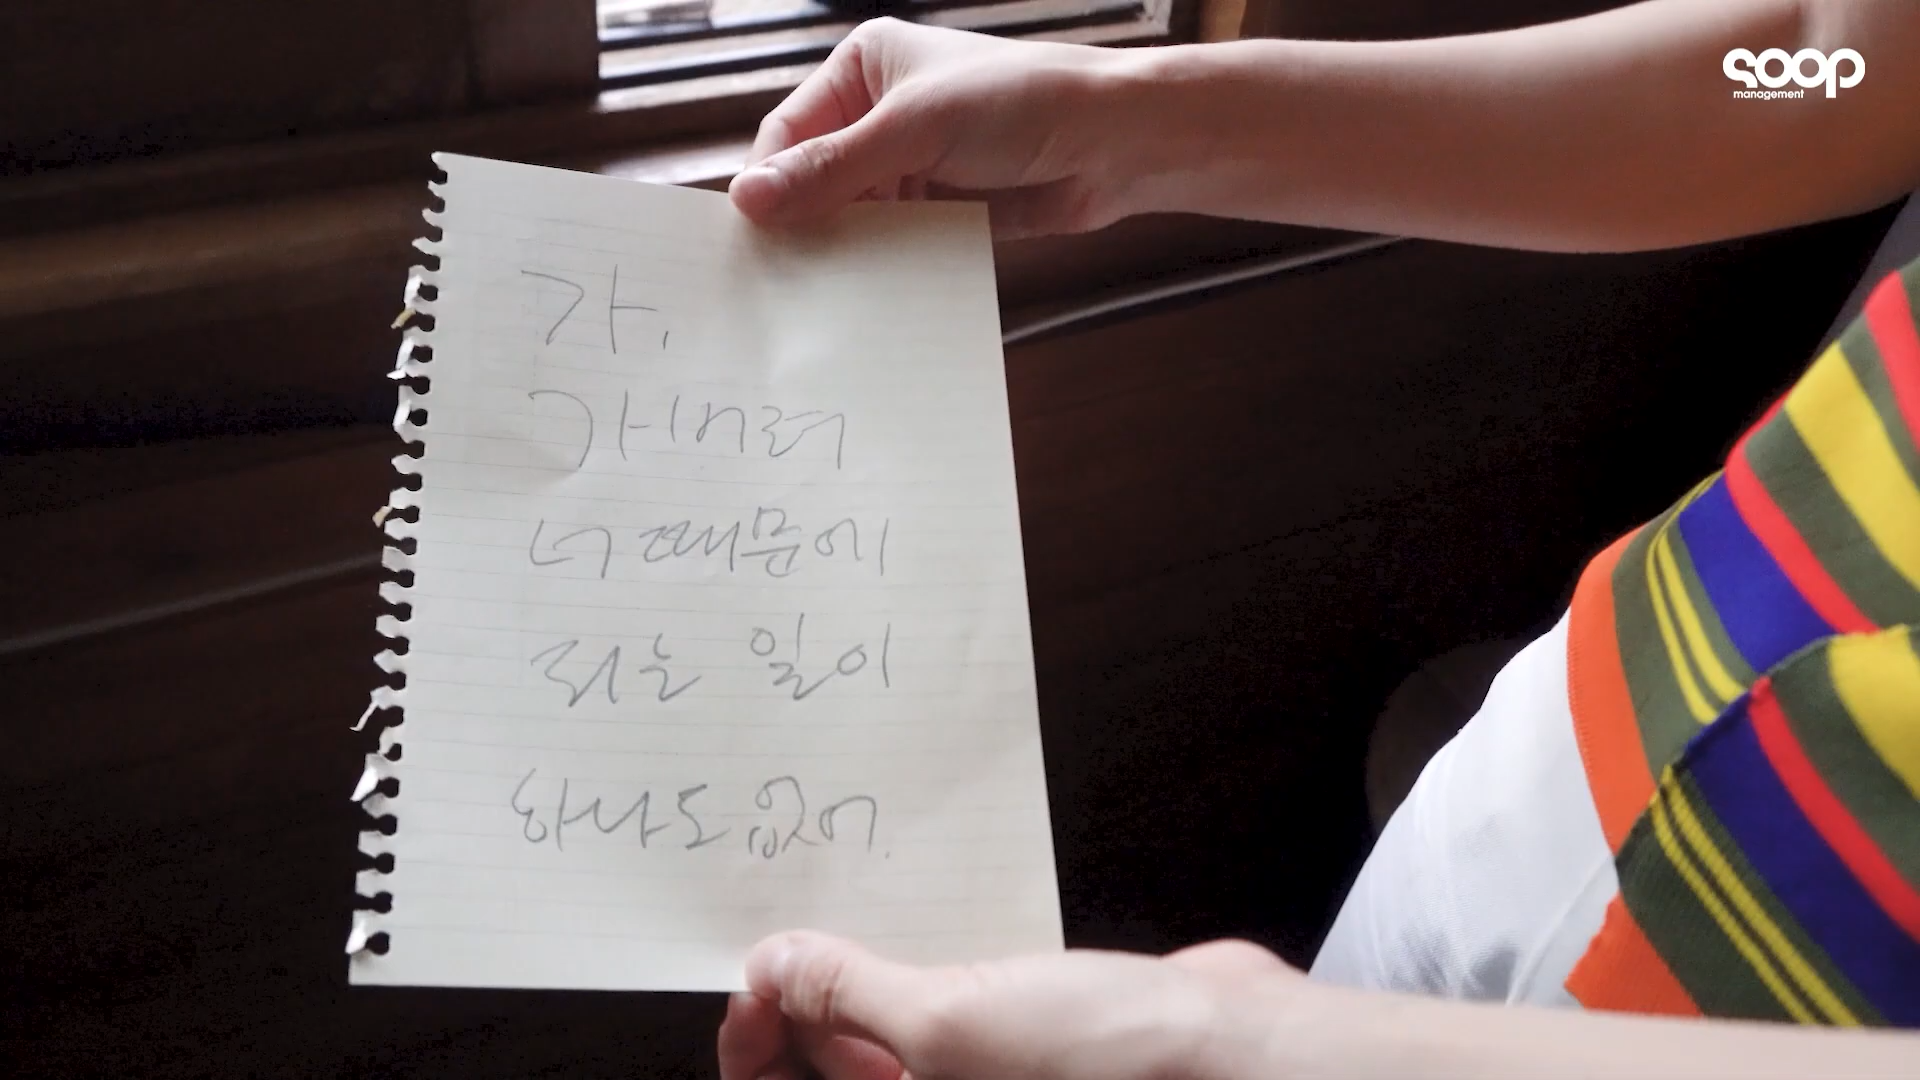 가,
가버려
너 때문에
되는 일이
하나도 없어.
soop
management